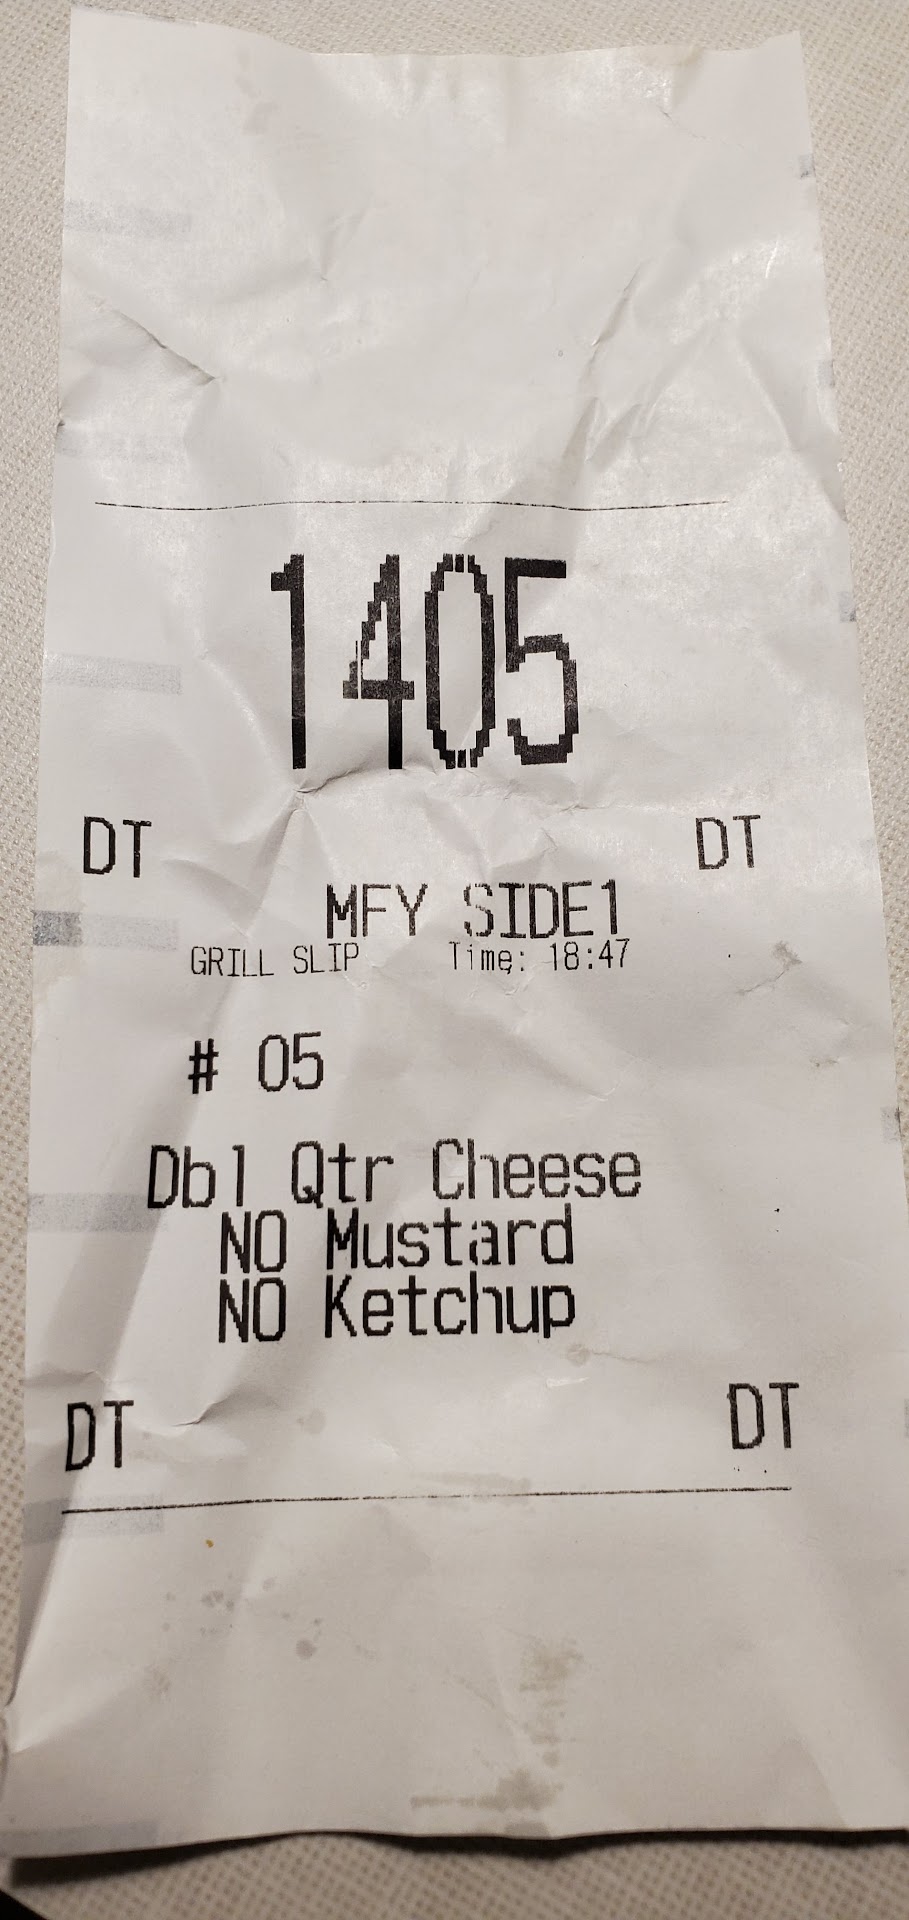 1405
DT DT
MFY SIDE1
GRILL SLIP Time: 18:47
# 05
Dbl Qtr Cheese
NO Mustard
NO Ketchup
DT DT